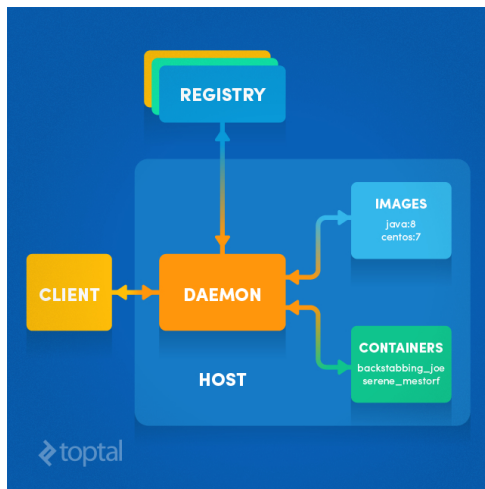 REGISTRY
IMAGES
java:8
centos:7
CLIENT
DAEMON
CONTAINERS
backstabbing_joe
serene_mestorf
HOST
toptal